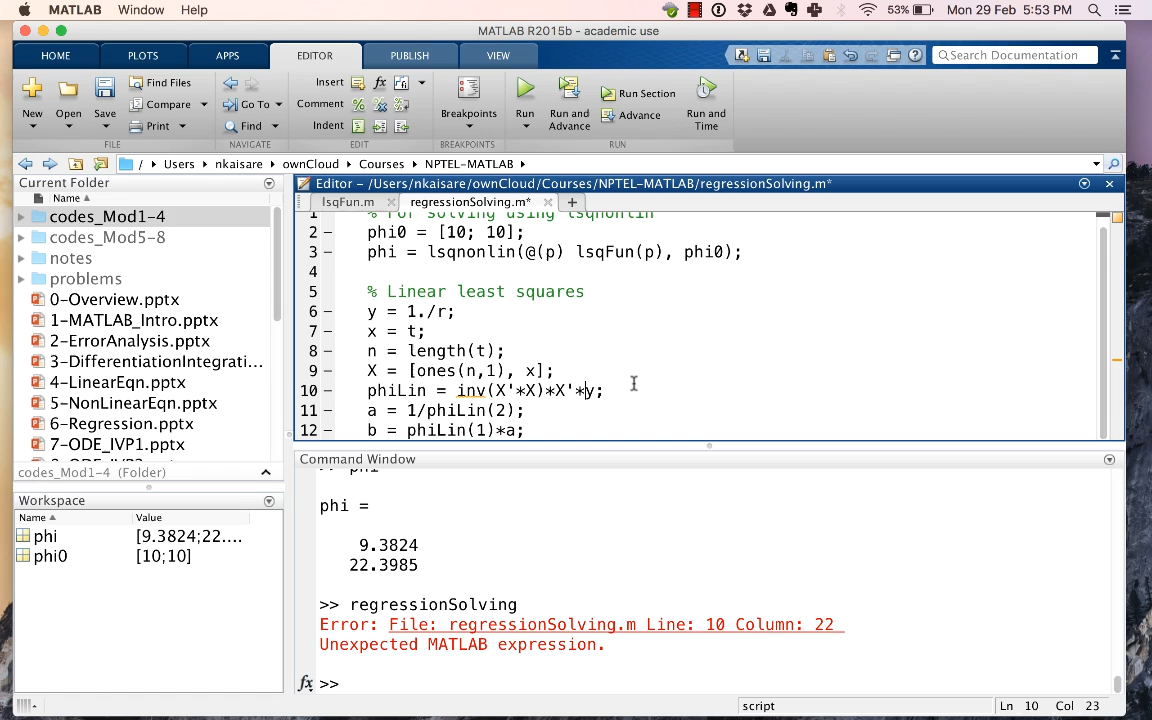 MATLAB Window Help 53% Mon 29 Feb 5:53 PM
MATLAB R2015b - academic use
HOME PLOTS APPS EDITOR PUBLISH VIEW Search Documentation
New Open Save Find Files Compare Print
Go To Find
Insert fx Comment % Indent
Breakpoints Run Run and Advance Run Section Advance Run and Time
FILE NAVIGATE EDIT BREAKPOINTS RUN
/ Users nkaisare ownCloud Courses NPTEL-MATLAB
Current Folder
Name
codes_Mod1-4
codes_Mod5-8
notes
problems
0-Overview.pptx
1-MATLAB_Intro.pptx
2-ErrorAnalysis.pptx
3-DifferentiationIntegrati...
4-LinearEqn.pptx
5-NonLinearEqn.pptx
6-Regression.pptx
7-ODE_IVP1.pptx
codes_Mod1-4 (Folder)
Workspace
Name Value
phi [9.3824;22....
phi0 [10;10]
Editor - /Users/nkaisare/ownCloud/Courses/NPTEL-MATLAB/regressionSolving.m*
lsqFun.m regressionSolving.m*
1 % For solving using lsqnonlin
2 - phi0 = [10; 10];
3 - phi = lsqnonlin(@(p) lsqFun(p), phi0);
4
5 % Linear least squares
6 - y = 1./r;
7 - x = t;
8 - n = length(t);
9 - X = [ones(n,1), x];
10 - phiLin = inv(X'*X)*X'*y;
11 - a = 1/phiLin(2);
12 - b = phiLin(1)*a;
Command Window
>> phi
phi =
9.3824
22.3985
>> regressionSolving
Error: File: regressionSolving.m Line: 10 Column: 22
Unexpected MATLAB expression.
fx >>
script Ln 10 Col 23